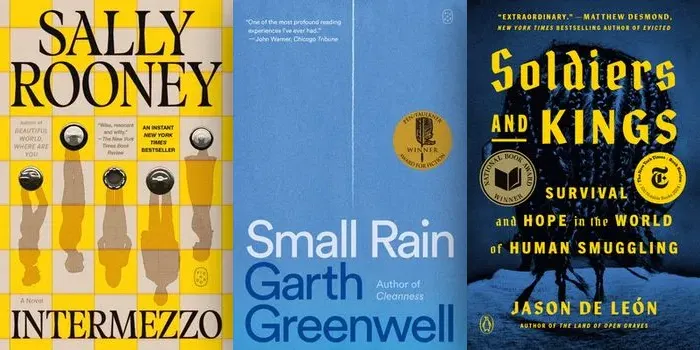 SALLY
ROONEY
author of
BEAUTIFUL
WORLD,
WHERE ARE
YOU
"Wise, resonant
and witty."
—The New York
Times Book
Review
AN INSTANT
NEW YORK
TIMES
BESTSELLER
A Novel
INTERMEZZO
"One of the most profound reading
experiences I've ever had."
—John Warner, Chicago Tribune
PEN/FAULKNER
WINNER
AWARD FOR FICTION
Small Rain
Garth
Greenwell
Author of
Cleanness
"EXTRAORDINARY." —MATTHEW DESMOND,
NEW YORK TIMES BESTSELLING AUTHOR OF EVICTED
Soldiers
AND KINGS
NATIONAL BOOK AWARD
WINNER
The New York Times
SURVIVAL
and HOPE in the WORLD
of HUMAN SMUGGLING
JASON DE LEÓN
AUTHOR OF THE LAND OF OPEN GRAVES